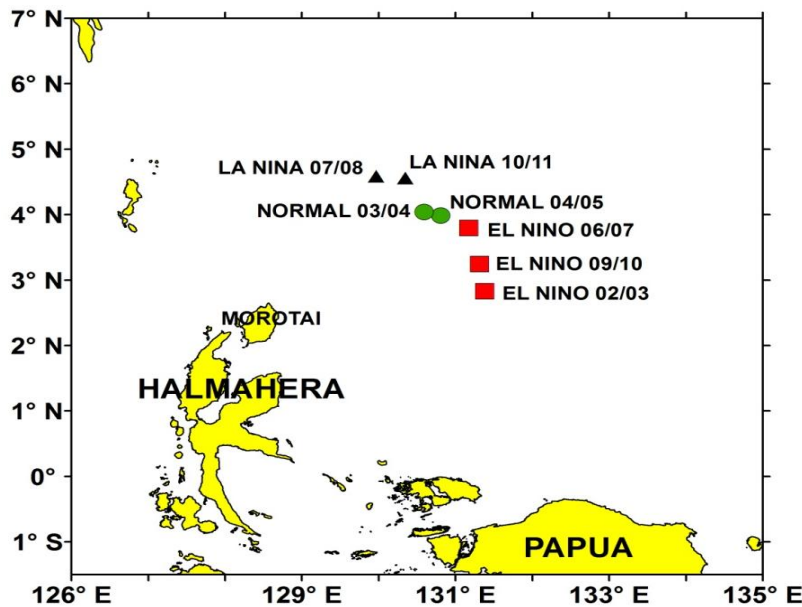 7° N
6° N
5° N
LA NINA 07/08
LA NINA 10/11
NORMAL 03/04
NORMAL 04/05
4° N
EL NINO 06/07
EL NINO 09/10
3° N
EL NINO 02/03
MOROTAI
2° N
HALMAHERA
1° N
0°
1° S
PAPUA
126° E
129° E
131° E
133° E
135° E